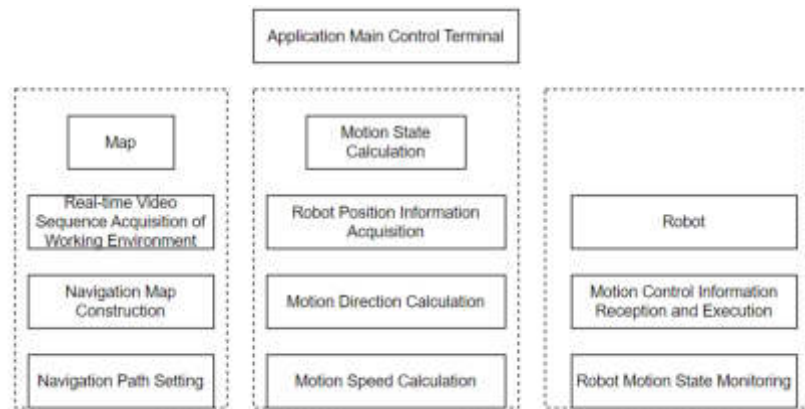 Application Main Control Terminal
Map
Real-time Video
Sequence Acquisition of
Working Environment
Navigation Map
Construction
Navigation Path Setting
Motion State
Calculation
Robot Position Information
Acquisition
Motion Direction Calculation
Motion Speed Calculation
Robot
Motion Control Information
Reception and Execution
Robot Motion State Monitoring